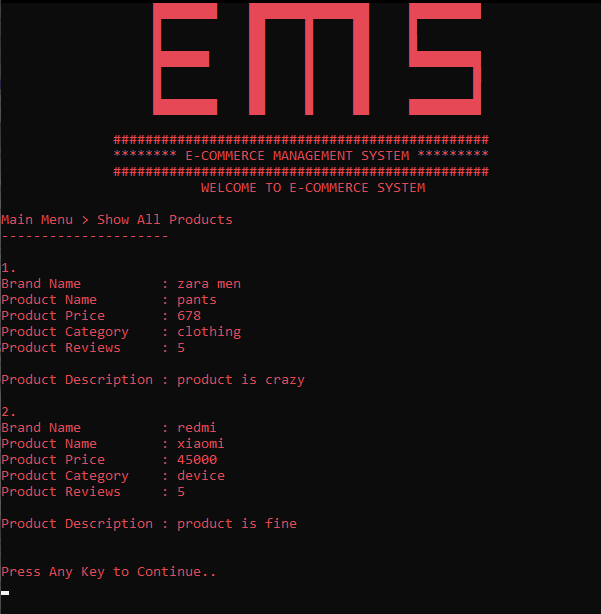 EMS
###############################################
******** E-COMMERCE MANAGEMENT SYSTEM *********
###############################################
WELCOME TO E-COMMERCE SYSTEM
Main Menu > Show All Products
---------------------
1.
Brand Name          : zara men
Product Name        : pants
Product Price       : 678
Product Category    : clothing
Product Reviews     : 5
Product Description : product is crazy
2.
Brand Name          : redmi
Product Name        : xiaomi
Product Price       : 45000
Product Category    : device
Product Reviews     : 5
Product Description : product is fine
Press Any Key to Continue..